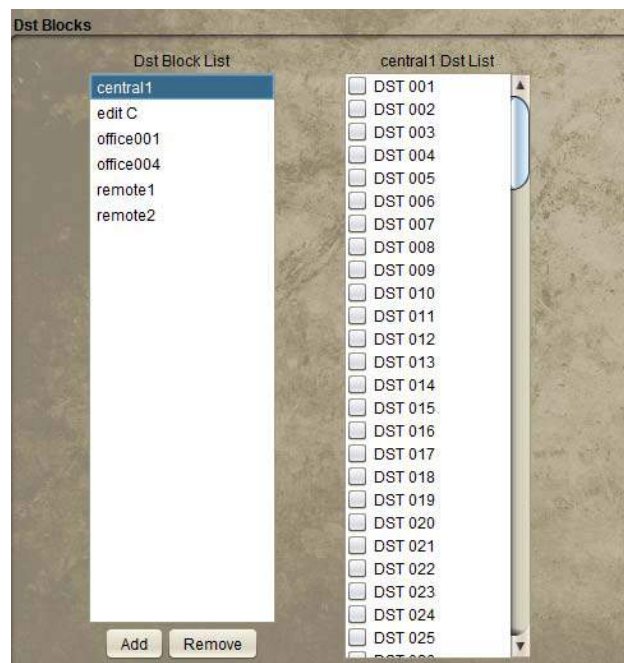 Dst Blocks
Dst Block List
central1
edit C
office001
office004
remote1
remote2
Add Remove
central1 Dst List
DST 001
DST 002
DST 003
DST 004
DST 005
DST 006
DST 007
DST 008
DST 009
DST 010
DST 011
DST 012
DST 013
DST 014
DST 015
DST 016
DST 017
DST 018
DST 019
DST 020
DST 021
DST 022
DST 023
DST 024
DST 025